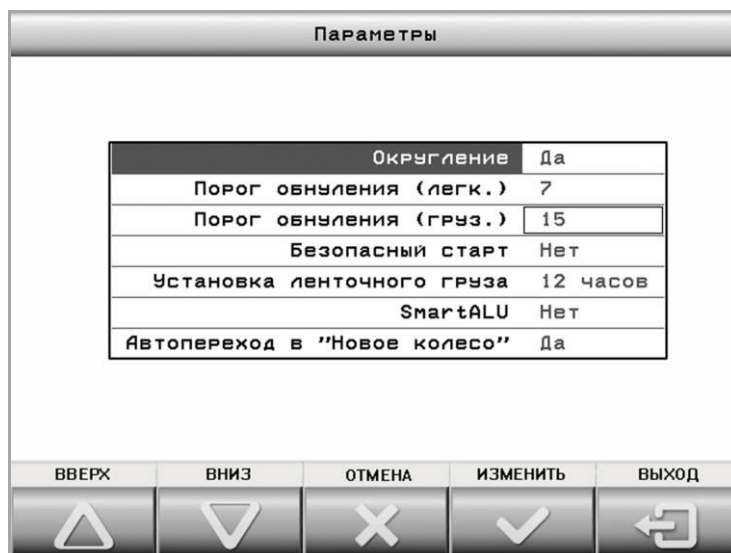 Параметры
Округление Да
Порог обнуления (легк.) 7
Порог обнуления (груз.) 15
Безопасный старт Нет
Установка ленточного груза 12 часов
SmartALU Нет
Автопереход в "Новое колесо" Да
ВВЕРХ ВНИЗ ОТМЕНА ИЗМЕНИТЬ ВЫХОД